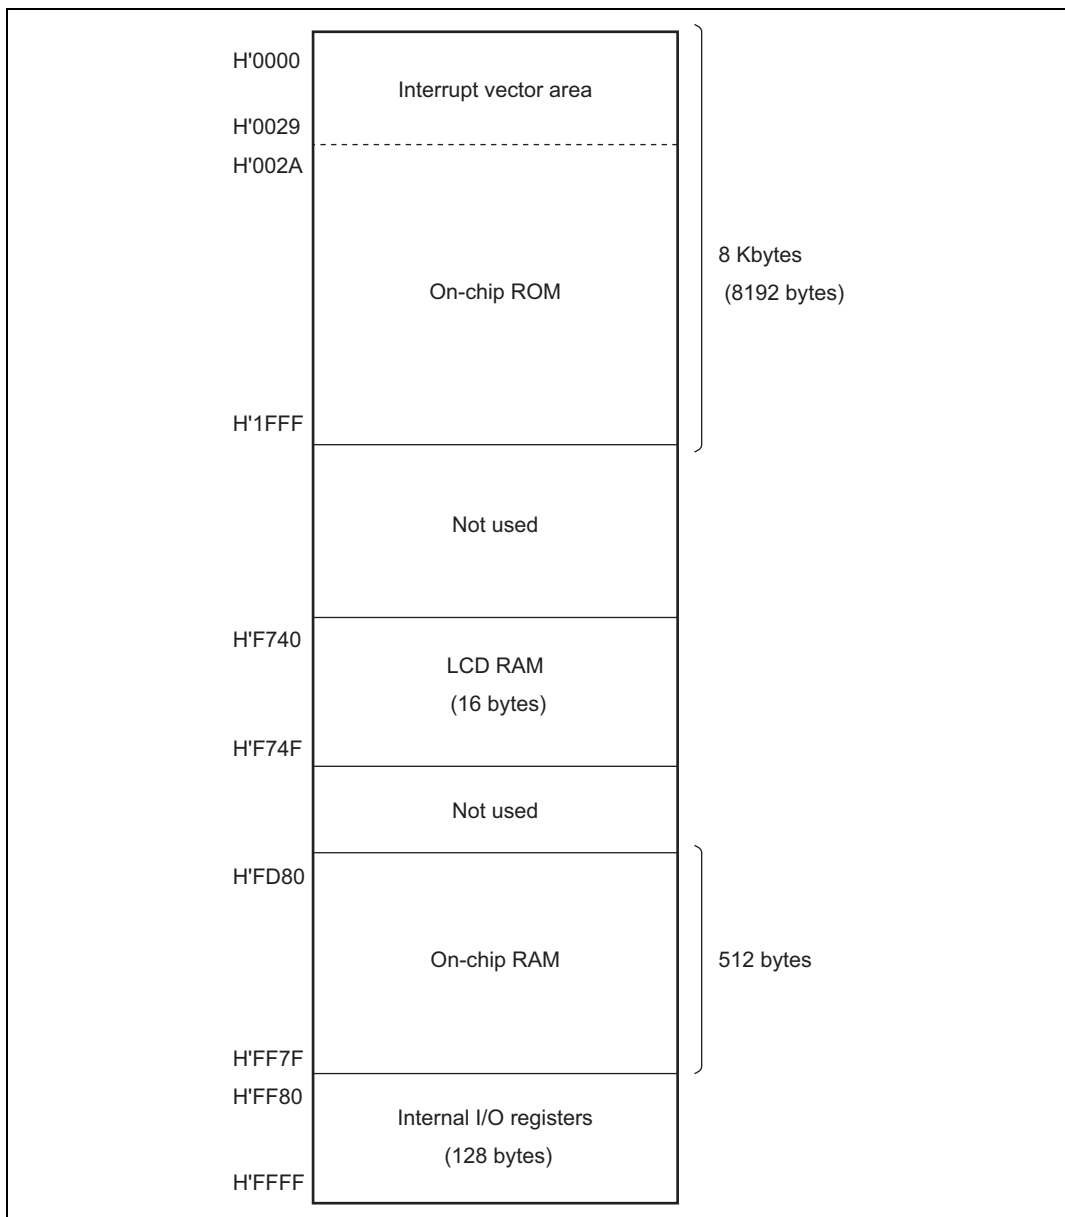 H'0000
Interrupt vector area
H'0029
H'002A
8 Kbytes
(8192 bytes)
On-chip ROM
H'1FFF
Not used
H'F740
LCD RAM
(16 bytes)
H'F74F
Not used
H'FD80
On-chip RAM
512 bytes
H'FF7F
H'FF80
Internal I/O registers
(128 bytes)
H'FFFF